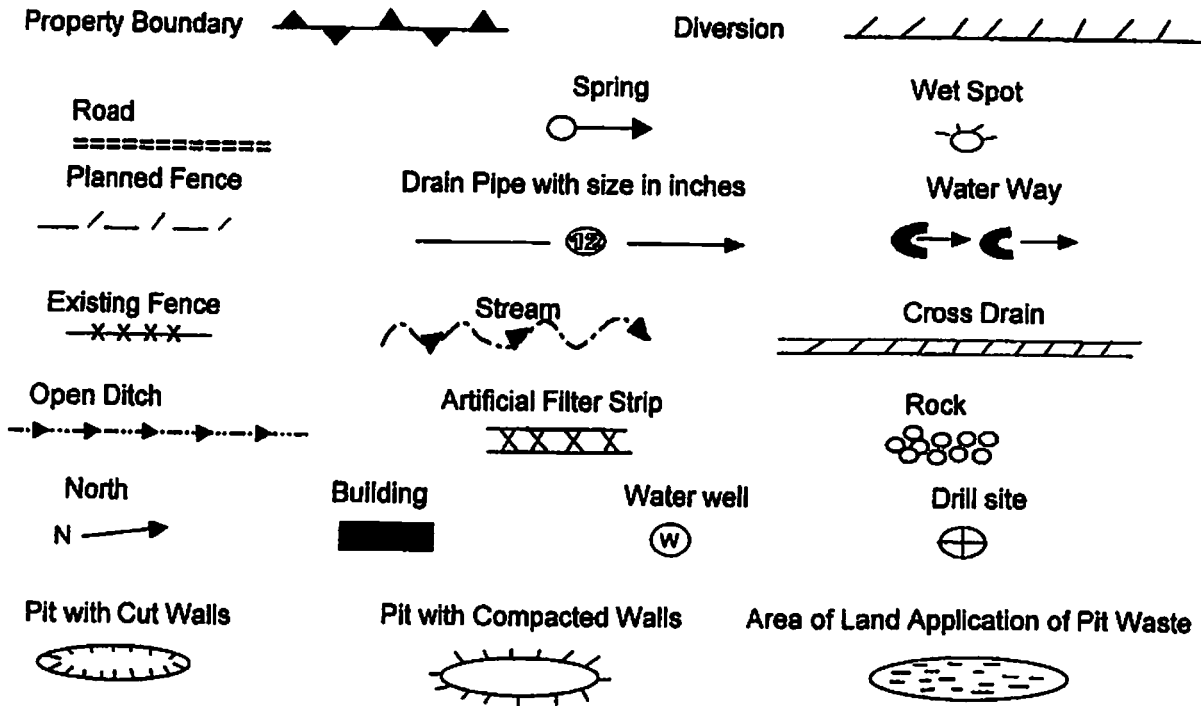 Property Boundary
Diversion
Road
Spring
Wet Spot
Planned Fence
Drain Pipe with size in inches
12
Water Way
Existing Fence
X X X X
Stream
Cross Drain
Open Ditch
Artificial Filter Strip
X X X X
Rock
North
N
Building
Water well
W
Drill site
Pit with Cut Walls
Pit with Compacted Walls
Area of Land Application of Pit Waste